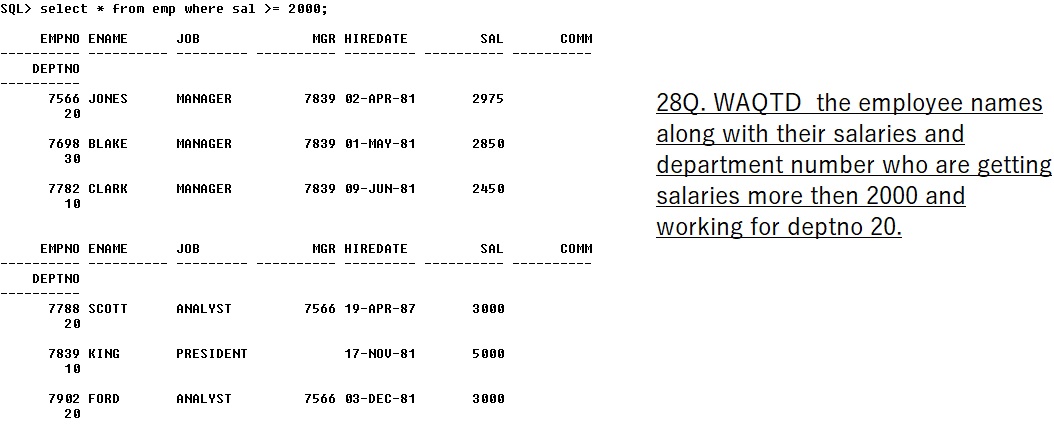 SQL> select * from emp where sal >= 2000;
EMPNO ENAME JOB MGR HIREDATE SAL COMM
---------- ---------- --------- ---------- --------- ---------- ----------
DEPTNO
----------
7566 JONES MANAGER 7839 02-APR-81 2975
20
7698 BLAKE MANAGER 7839 01-MAY-81 2850
30
7782 CLARK MANAGER 7839 09-JUN-81 2450
10
EMPNO ENAME JOB MGR HIREDATE SAL COMM
---------- ---------- --------- ---------- --------- ---------- ----------
DEPTNO
----------
7788 SCOTT ANALYST 7566 19-APR-87 3000
20
7839 KING PRESIDENT 17-NOV-81 5000
10
7902 FORD ANALYST 7566 03-DEC-81 3000
20
28Q. WAQTD the employee names
along with their salaries and
department number who are getting
salaries more then 2000 and
working for deptno 20.